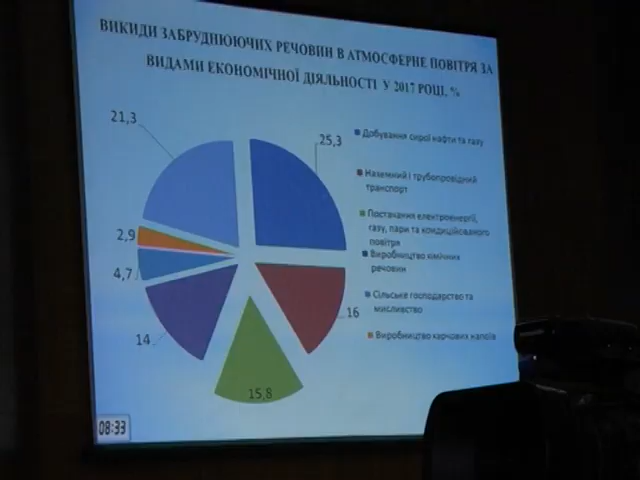 ВИКИДИ ЗАБРУДНЮЮЧИХ РЕЧОВИН В АТМОСФЕРНЕ ПОВІТРЯ ЗА
ВИДАМИ ЕКОНОМІЧНОЇ ДІЯЛЬНОСТІ У 2017 РОЦІ, %
21,3
25,3
2,9
4,7
14
15,8
16
Добування сирої нафти та газу
Наземний і трубопровідний
транспорт
Постачання електроенергії,
газу, пари та кондиційованого
повітря
Виробництво хімічних
речовин
Сільське господарство та
мисливство
Виробництво харчових напоїв
08:33